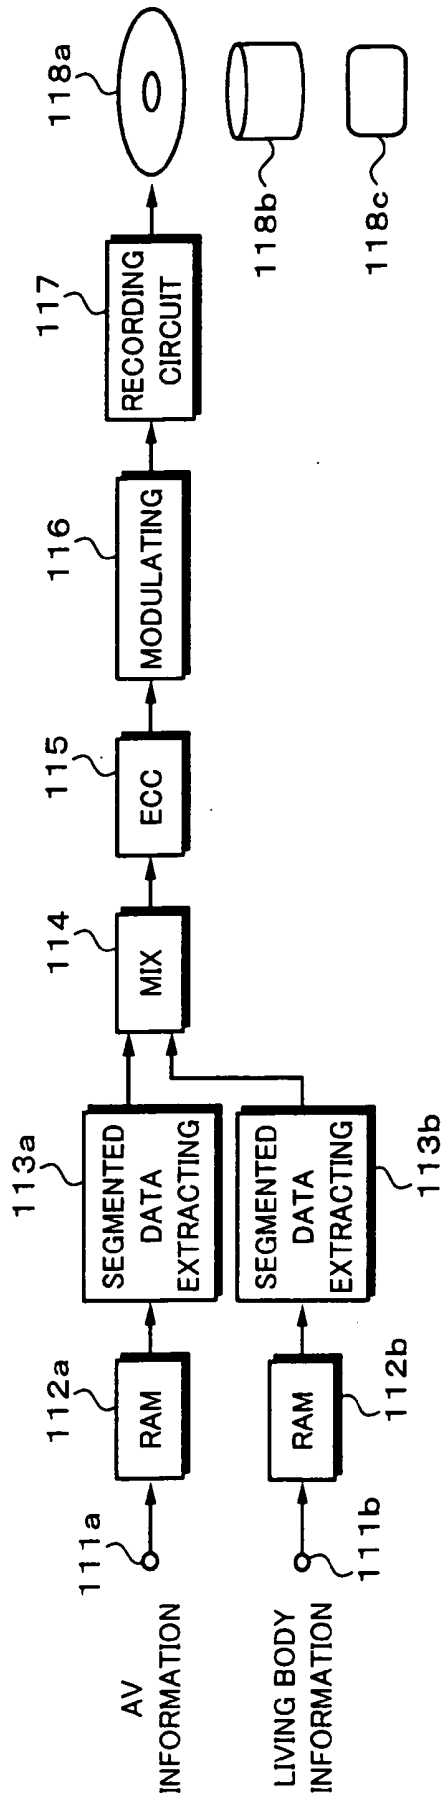 AV
INFORMATION
111a
RAM
112a
SEGMENTED
DATA
EXTRACTING
113a
LIVING BODY
INFORMATION
111b
RAM
112b
SEGMENTED
DATA
EXTRACTING
113b
MIX
114
ECC
115
MODULATING
116
RECORDING
CIRCUIT
117
118a
118b
118c